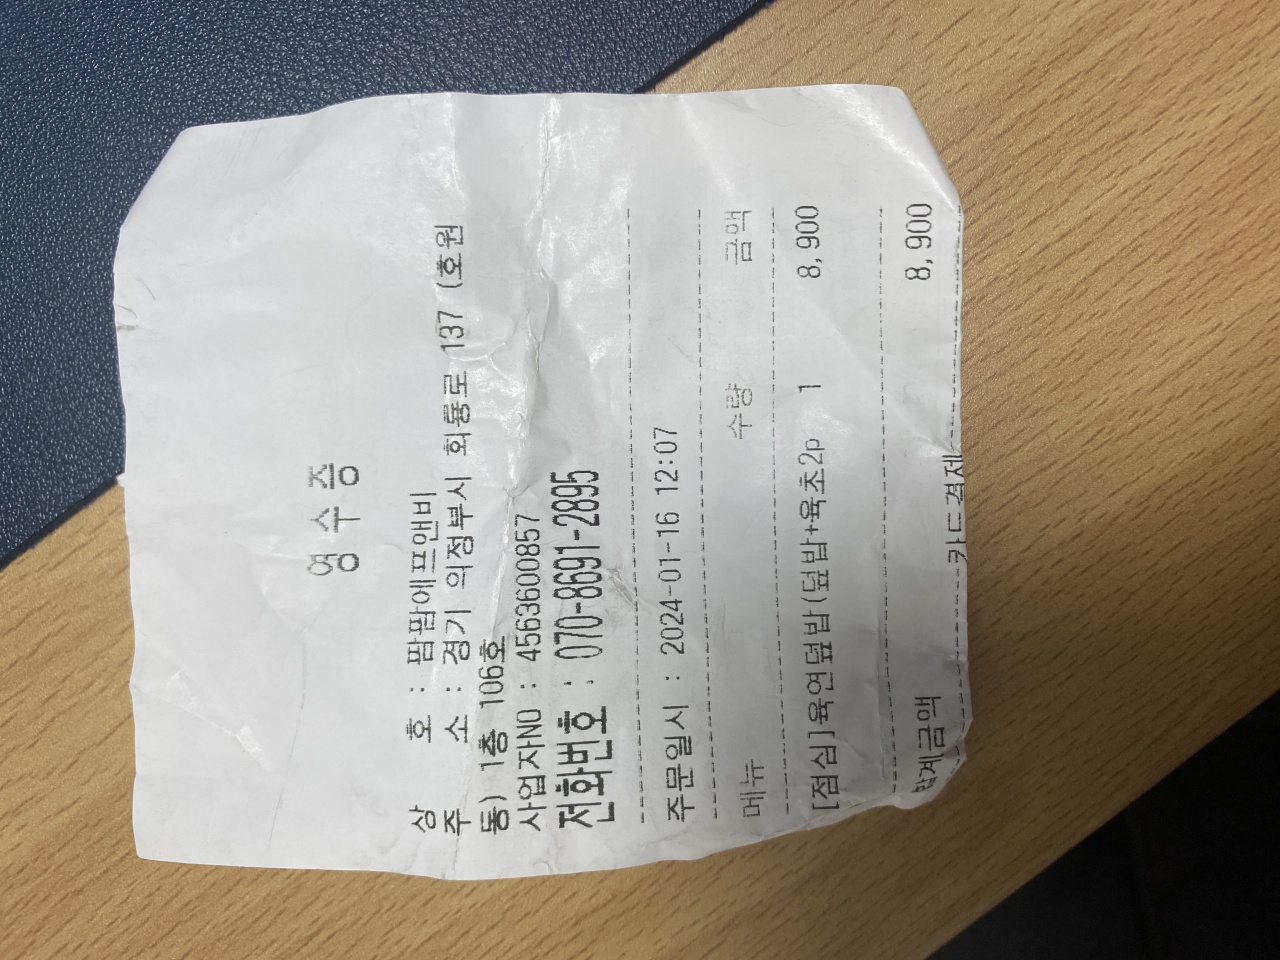 영 수 증
상 호 : 팜팜에프앤비
주 소 : 경기 의정부시 회룡로 137 (호원
동) 1층 106호
사업자NO : 4563600857
전화번호 : 070-8691-2895
주문일시 : 2024-01-16 12:07
메뉴 수량 금액
[점심]육연덮밥(덮밥+육초2p 1 8,900
합계금액 8,900
카드결제